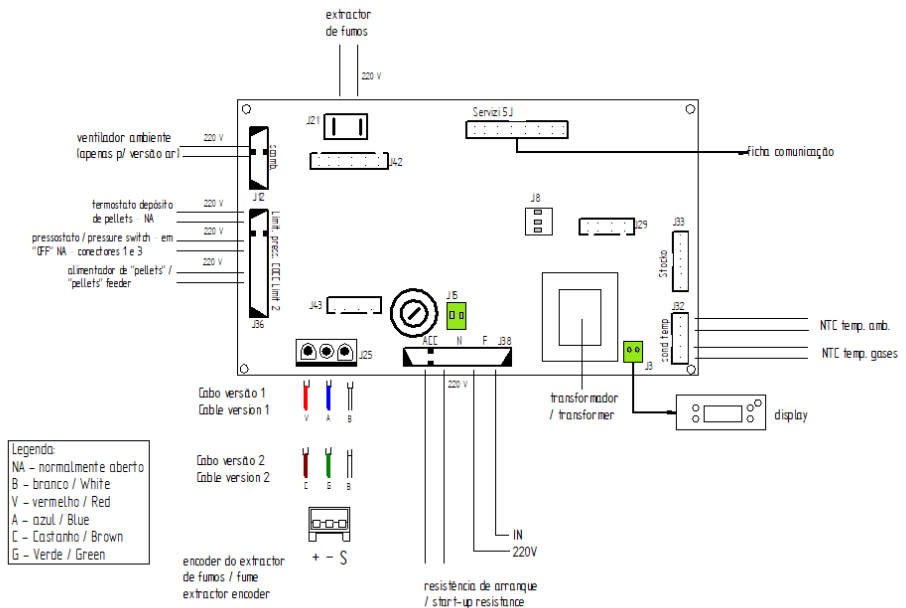 extractor
de fumos
220 V
J21
J42
Servizi 5J
ficha comunicação
ventilador ambiente
(apenas p/ versão ar)
220 V
comb.
J12
termostato depósito
de pellets - NA
220 V
pressostato / pressure switch - em
"OFF" NA - conectores 1 e 3
220 V
alimentador de "pellets" /
"pellets" feeder
220 V
Limit. press. COCC Limit 2
J36
J8
J29
J33
Stocko
J32
sond temp
NTC temp. amb.
NTC temp. gases
J3
J43
J15
J25
ACC N F J38
220 V
transformador
/ transformer
display
Cabo versão 1
Cable version 1
V A B
Cabo versão 2
Cable version 2
C G B
+ - S
encoder do extractor
de fumos / fume
extractor encoder
IN
220V
resistência de arranque
/ start-up resistance
Legenda:
NA - normalmente aberto
B - branco / White
V - vermelho / Red
A - azul / Blue
C - Castanho / Brown
G - Verde / Green